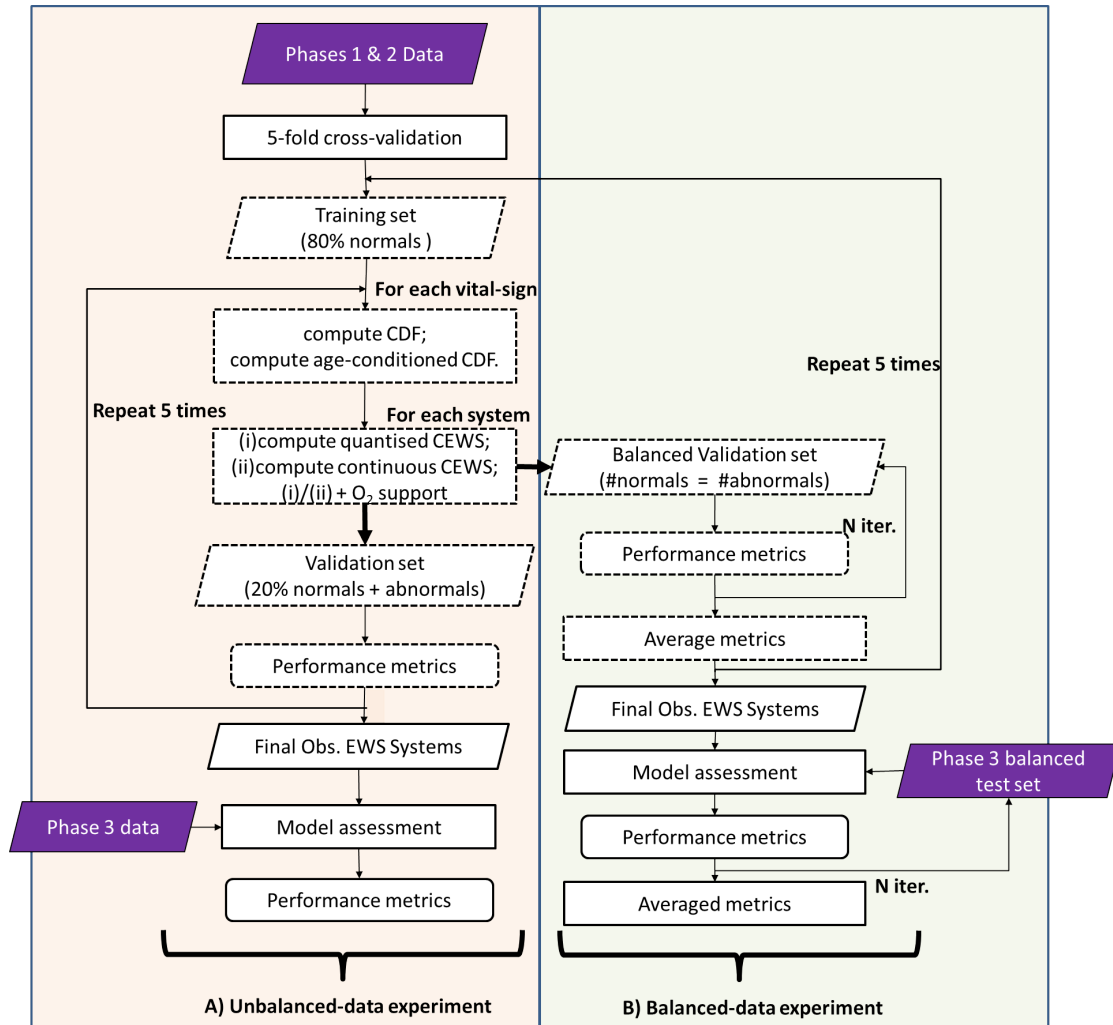 Phases 1 & 2 Data
5-fold cross-validation
Training set
(80% normals )
For each vital-sign
compute CDF;
compute age-conditioned CDF.
Repeat 5 times
For each system
(i)compute quantised CEWS;
(ii)compute continuous CEWS;
(i)/(ii) + O₂ support
Validation set
(20% normals + abnormals)
Performance metrics
Final Obs. EWS Systems
Phase 3 data
Model assessment
Performance metrics
A) Unbalanced-data experiment
Repeat 5 times
Balanced Validation set
(#normals = #abnormals)
N iter.
Performance metrics
Average metrics
Final Obs. EWS Systems
Model assessment
Phase 3 balanced
test set
Performance metrics
N iter.
Averaged metrics
B) Balanced-data experiment